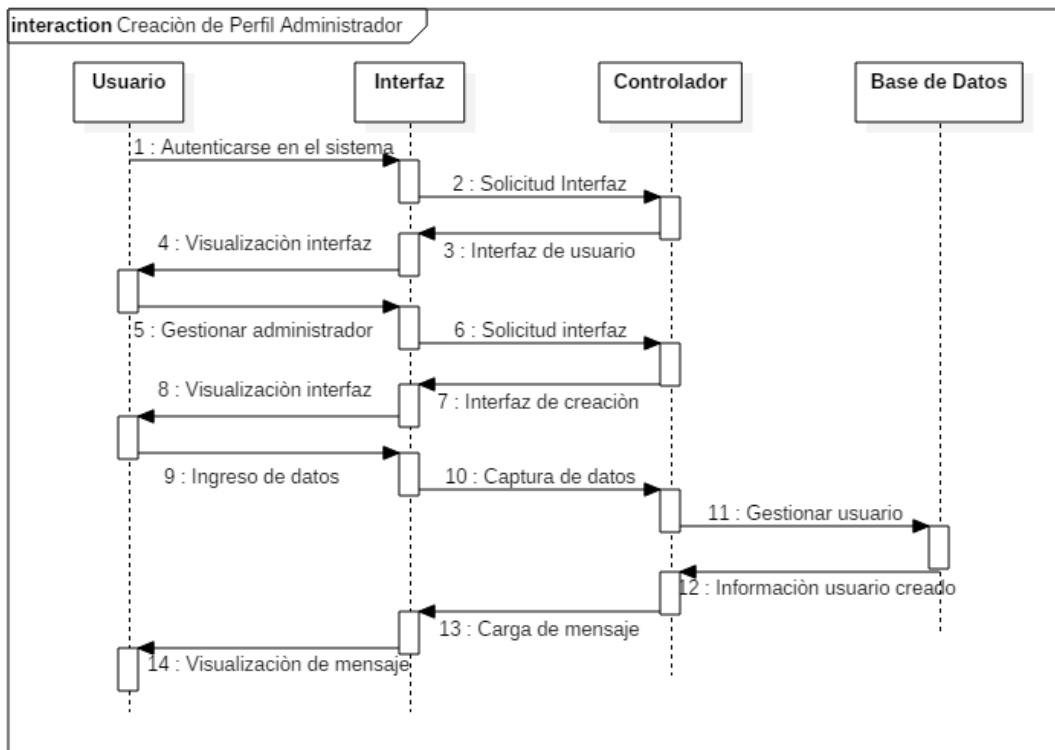 interaction Creaciòn de Perfil Administrador
Usuario
Interfaz
Controlador
Base de Datos
1 : Autenticarse en el sistema
2 : Solicitud Interfaz
3 : Interfaz de usuario
4 : Visualizaciòn interfaz
5 : Gestionar administrador
6 : Solicitud interfaz
7 : Interfaz de creaciòn
8 : Visualizaciòn interfaz
9 : Ingreso de datos
10 : Captura de datos
11 : Gestionar usuario
12 : Informaciòn usuario creado
13 : Carga de mensaje
14 : Visualizaciòn de mensaje